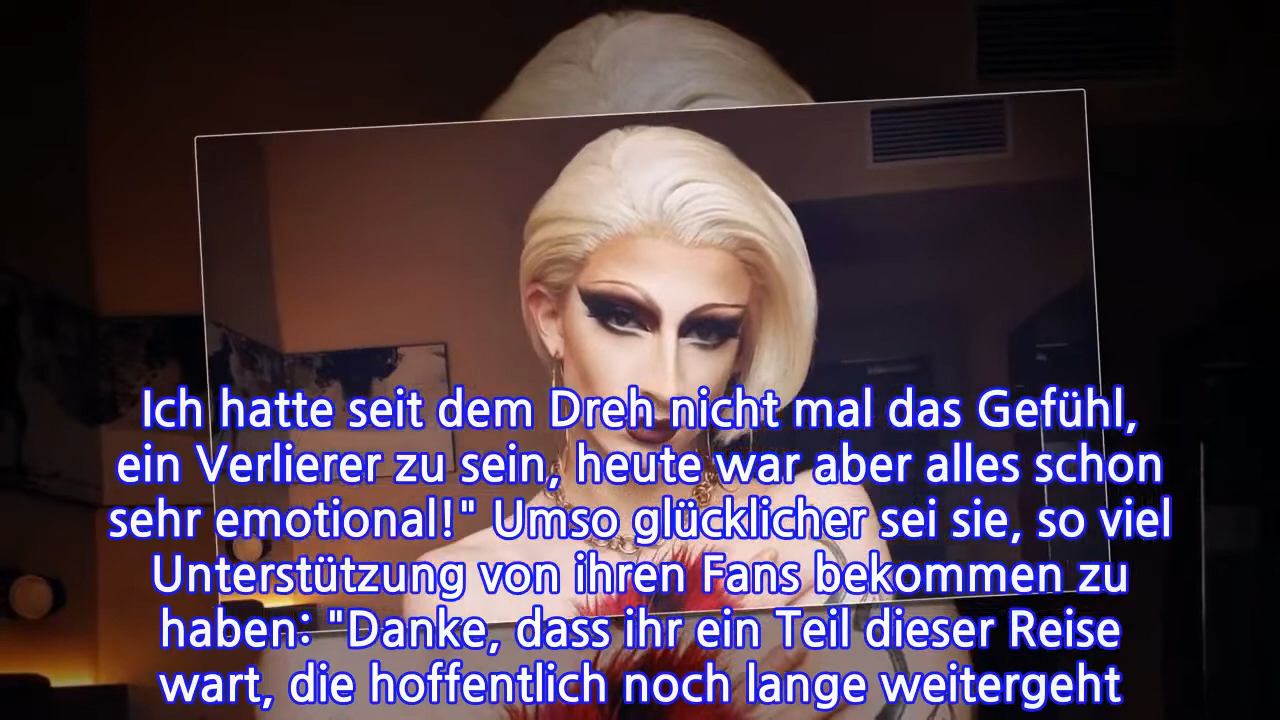 Ich hatte seit dem Dreh nicht mal das Gefühl,
ein Verlierer zu sein, heute war aber alles schon
sehr emotional!" Umso glücklicher sei sie, so viel
Unterstützung von ihren Fans bekommen zu
haben: "Danke, dass ihr ein Teil dieser Reise
wart, die hoffentlich noch lange weitergeht